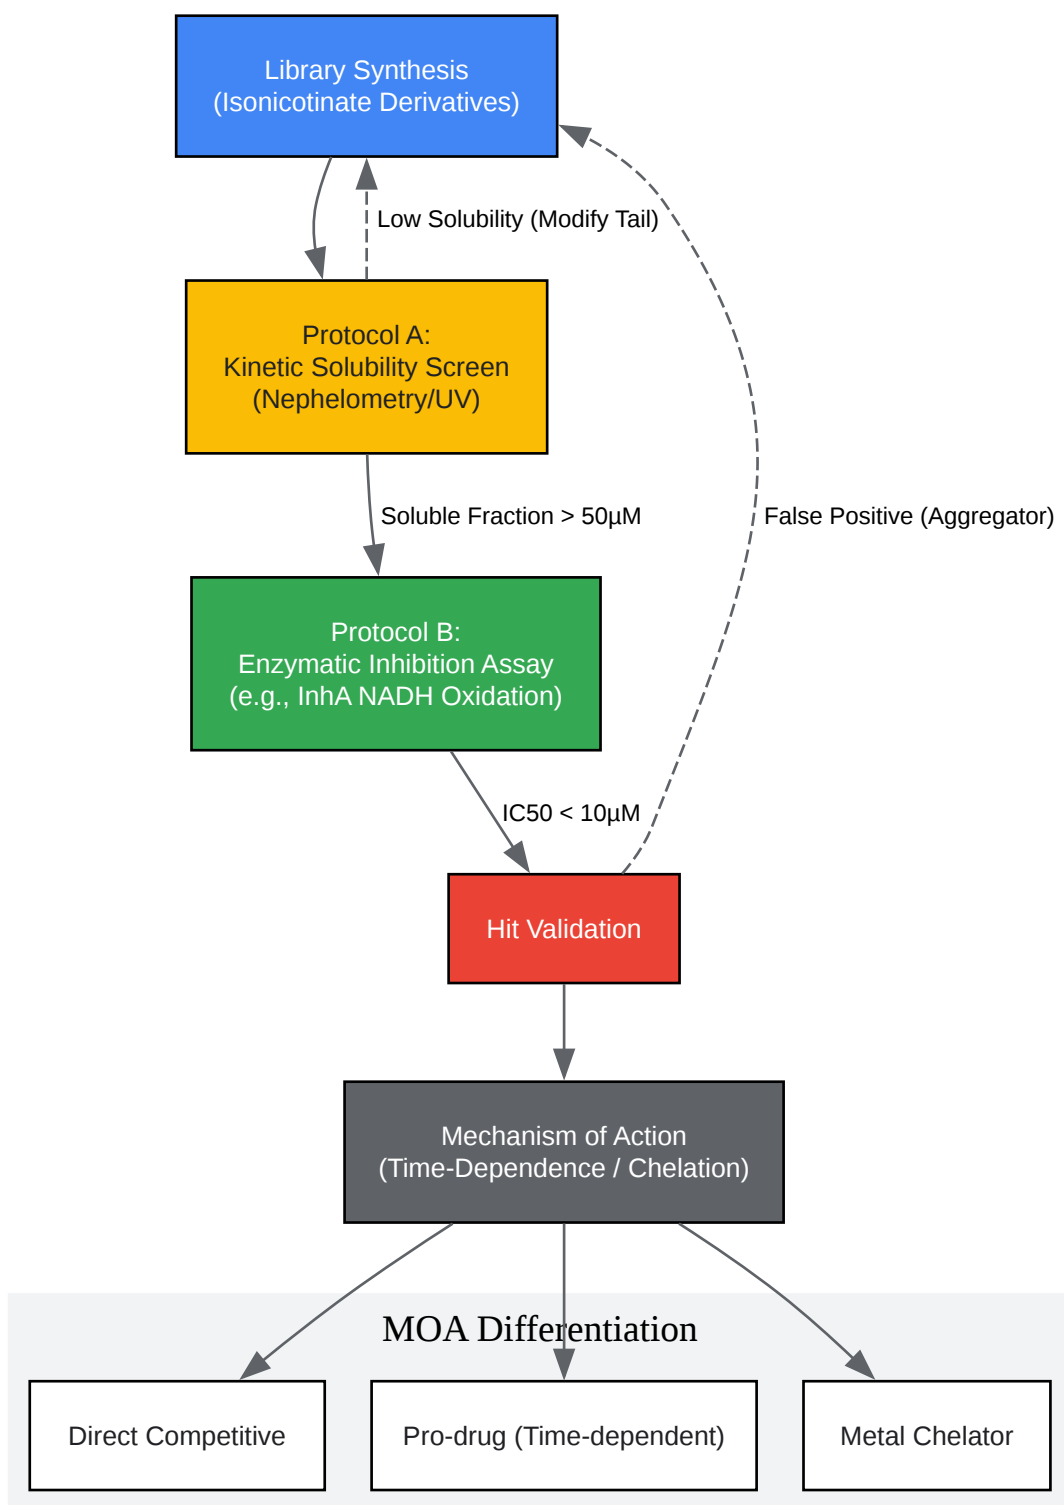 Library Synthesis
(Isonicotinate Derivatives)
Low Solubility (Modify Tail)
Protocol A:
Kinetic Solubility Screen
(Nephelometry/UV)
Soluble Fraction > 50µM
False Positive (Aggregator)
Protocol B:
Enzymatic Inhibition Assay
(e.g., InhA NADH Oxidation)
IC50 < 10µM
Hit Validation
Mechanism of Action
(Time-Dependence / Chelation)
MOA Differentiation
Direct Competitive
Pro-drug (Time-dependent)
Metal Chelator